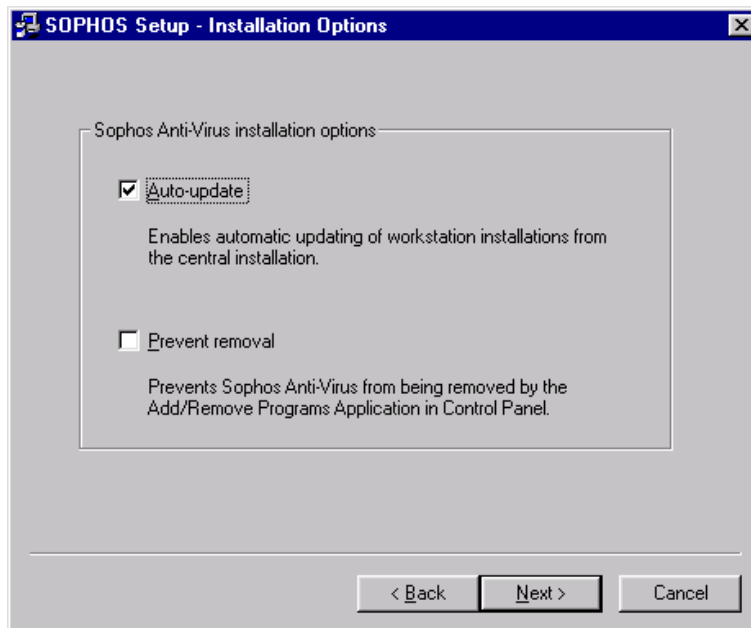 SOPHOS Setup - Installation Options
Sophos Anti-Virus installation options
Auto-update
Enables automatic updating of workstation installations from
the central installation.
Prevent removal
Prevents Sophos Anti-Virus from being removed by the
Add/Remove Programs Application in Control Panel.
< Back
Next >
Cancel